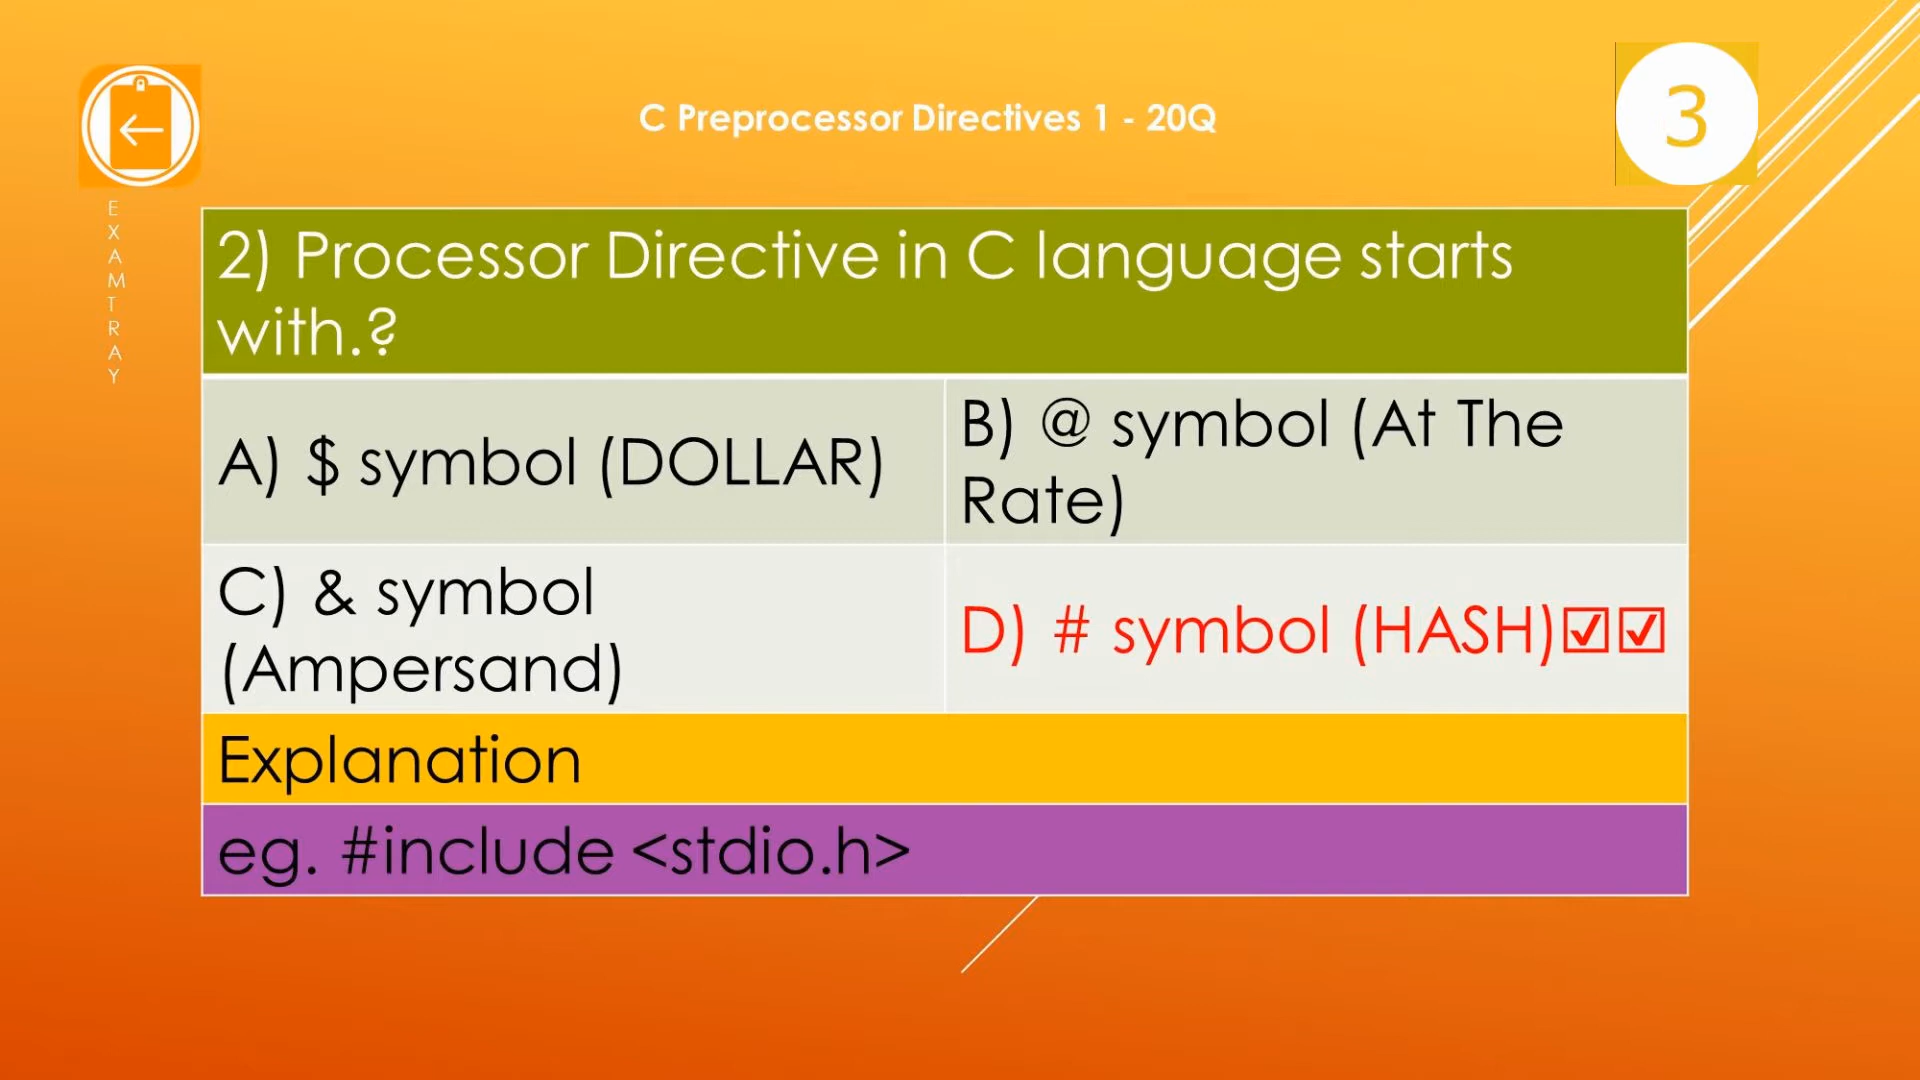 C Preprocessor Directives 1 - 20Q
3
EXAMTRAY
2) Processor Directive in C language starts
with.?
A) $ symbol (DOLLAR)
B) @ symbol (At The
Rate)
C) & symbol
(Ampersand)
D) # symbol (HASH)☑☑
Explanation
eg. #include <stdio.h>